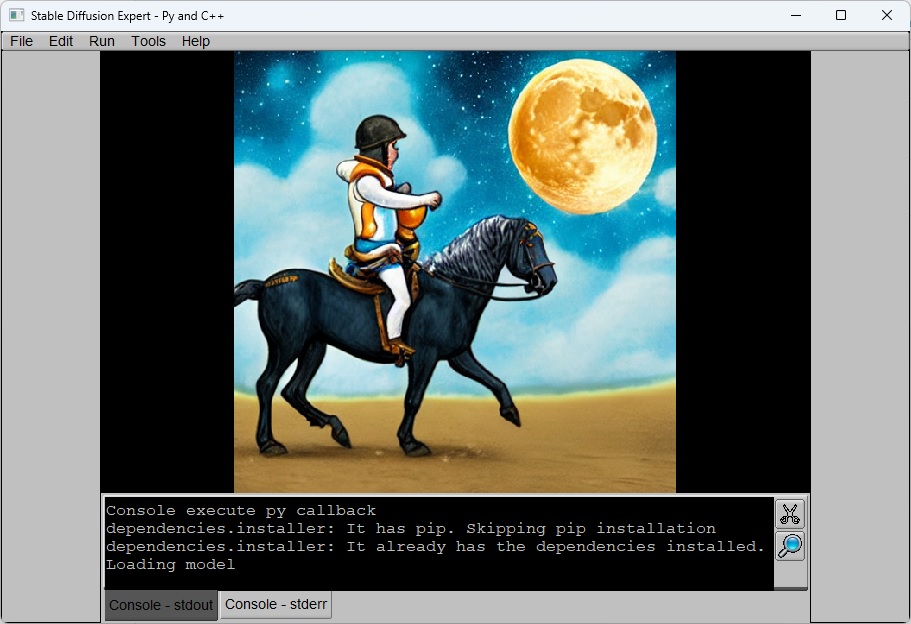 Stable Diffusion Expert - Py and C++
File Edit Run Tools Help
Console execute py callback
dependencies.installer: It has pip. Skipping pip installation
dependencies.installer: It already has the dependencies installed.
Loading model
Console - stdout Console - stderr